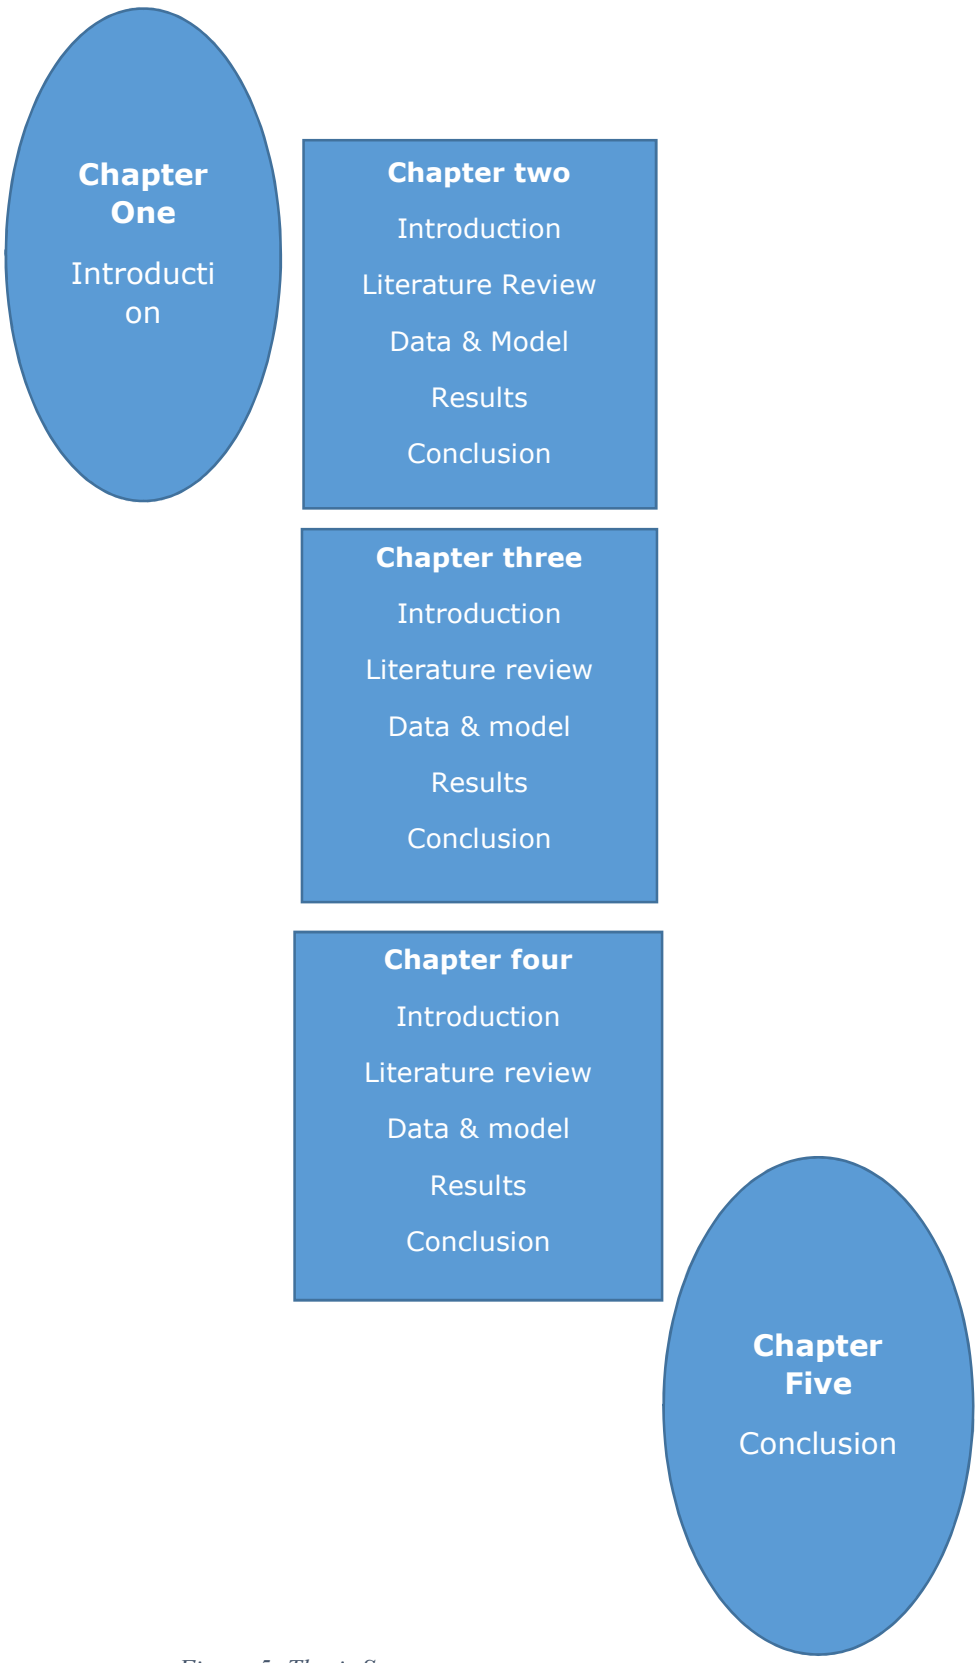 Chapter
One
Introducti
on
Chapter two
Introduction
Literature Review
Data & Model
Results
Conclusion
Chapter three
Introduction
Literature review
Data & model
Results
Conclusion
Chapter four
Introduction
Literature review
Data & model
Results
Conclusion
Chapter
Five
Conclusion